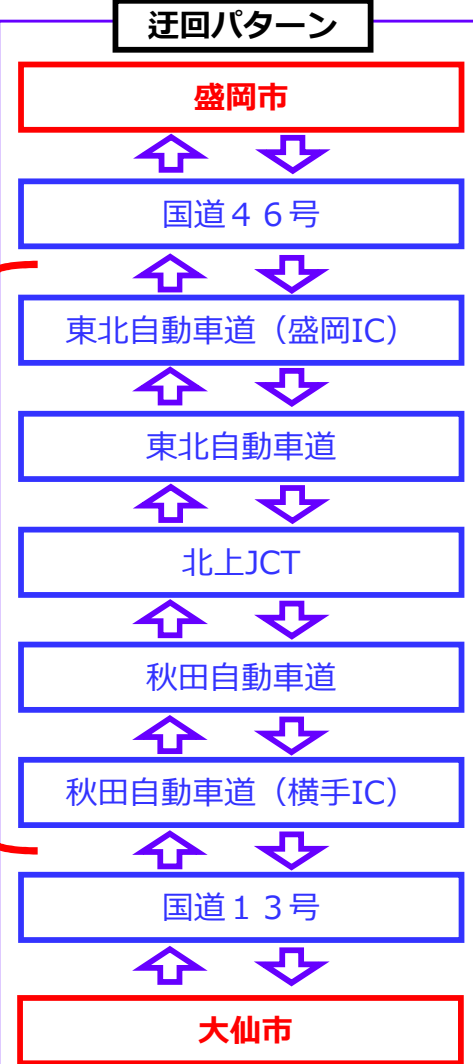 迂回パターン
盛岡市
国道４６号
東北自動車道（盛岡IC）
東北自動車道
北上JCT
秋田自動車道
秋田自動車道（横手IC）
国道１３号
大仙市